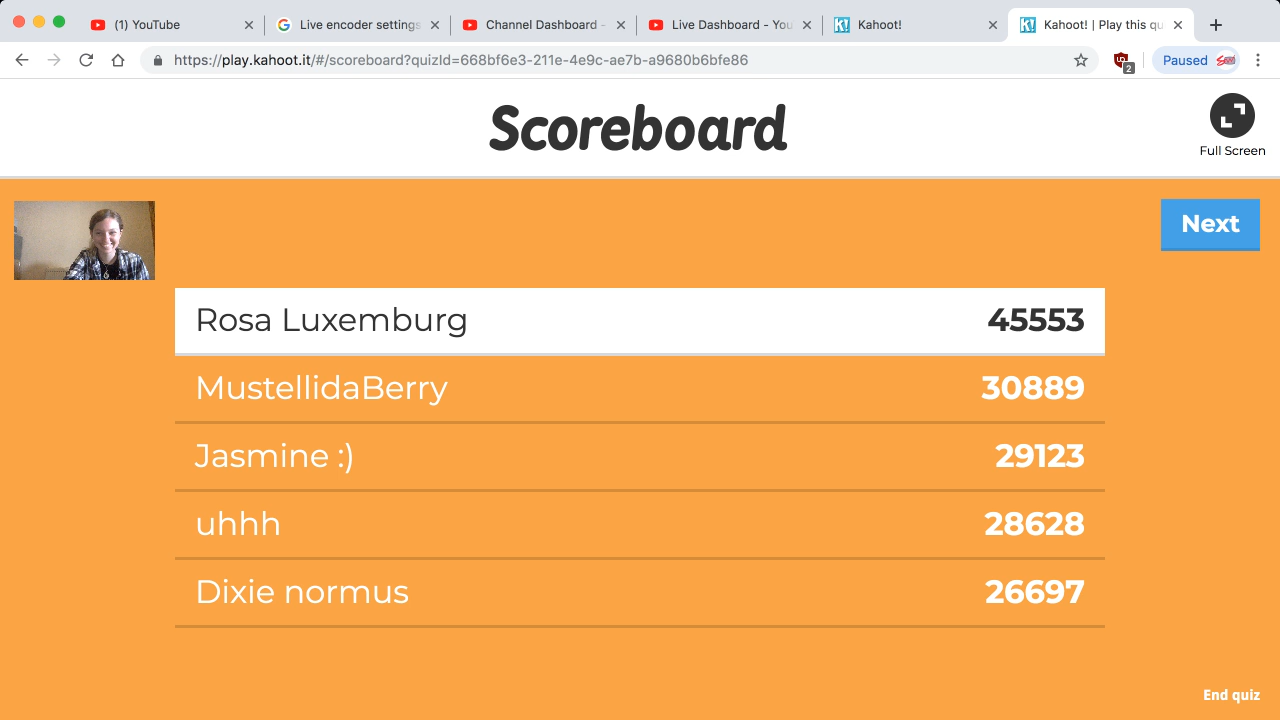 (1) YouTube
Live encoder settings
Channel Dashboard -
Live Dashboard - You
Kahoot!
Kahoot! | Play this qu
https://play.kahoot.it/#/scoreboard?quizId=668bf6e3-211e-4e9c-ae7b-a9680b6bfe86
2
Paused
Scoreboard
Full Screen
Next
Rosa Luxemburg 45553
MustellidaBerry 30889
Jasmine :) 29123
uhhh 28628
Dixie normus 26697
End quiz